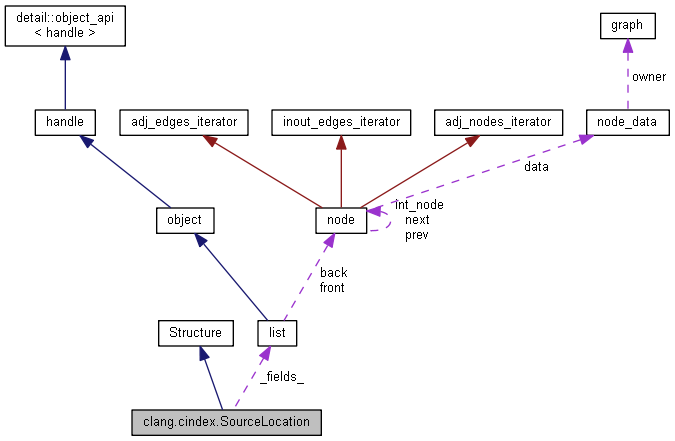 detail::object_api
< handle >
graph
owner
handle
adj_edges_iterator
inout_edges_iterator
adj_nodes_iterator
node_data
data
object
node
int_node
next
prev
back
front
Structure
list
_fields_
clang.cindex.SourceLocation